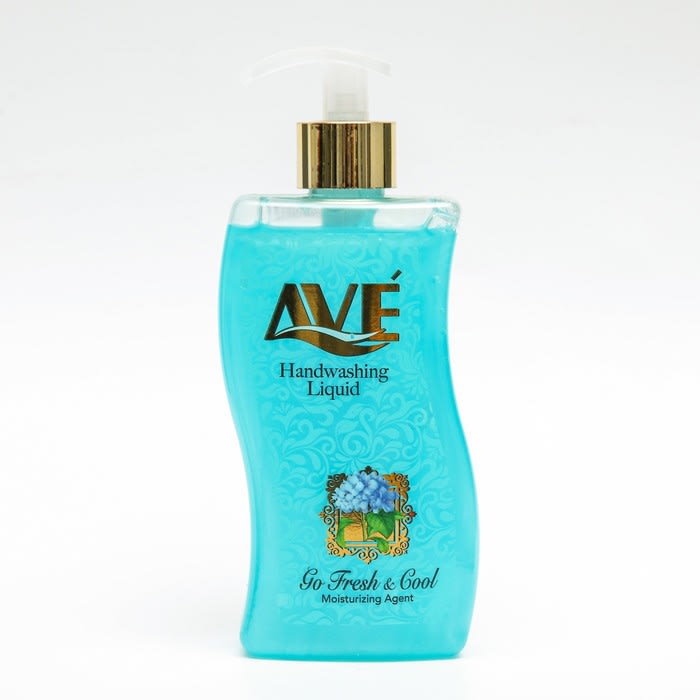 AVÉ
Handwashing
Liquid
Go Fresh & Cool
Moisturizing Agent